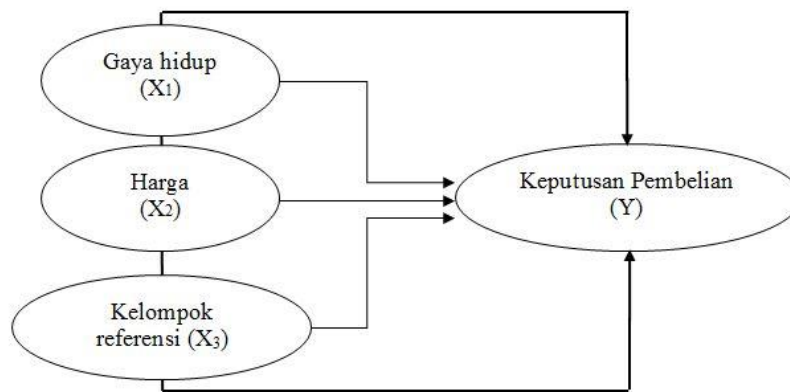 Gaya hidup
(X1)
Harga
(X2)
Kelompok
referensi (X3)
Keputusan Pembelian
(Y)